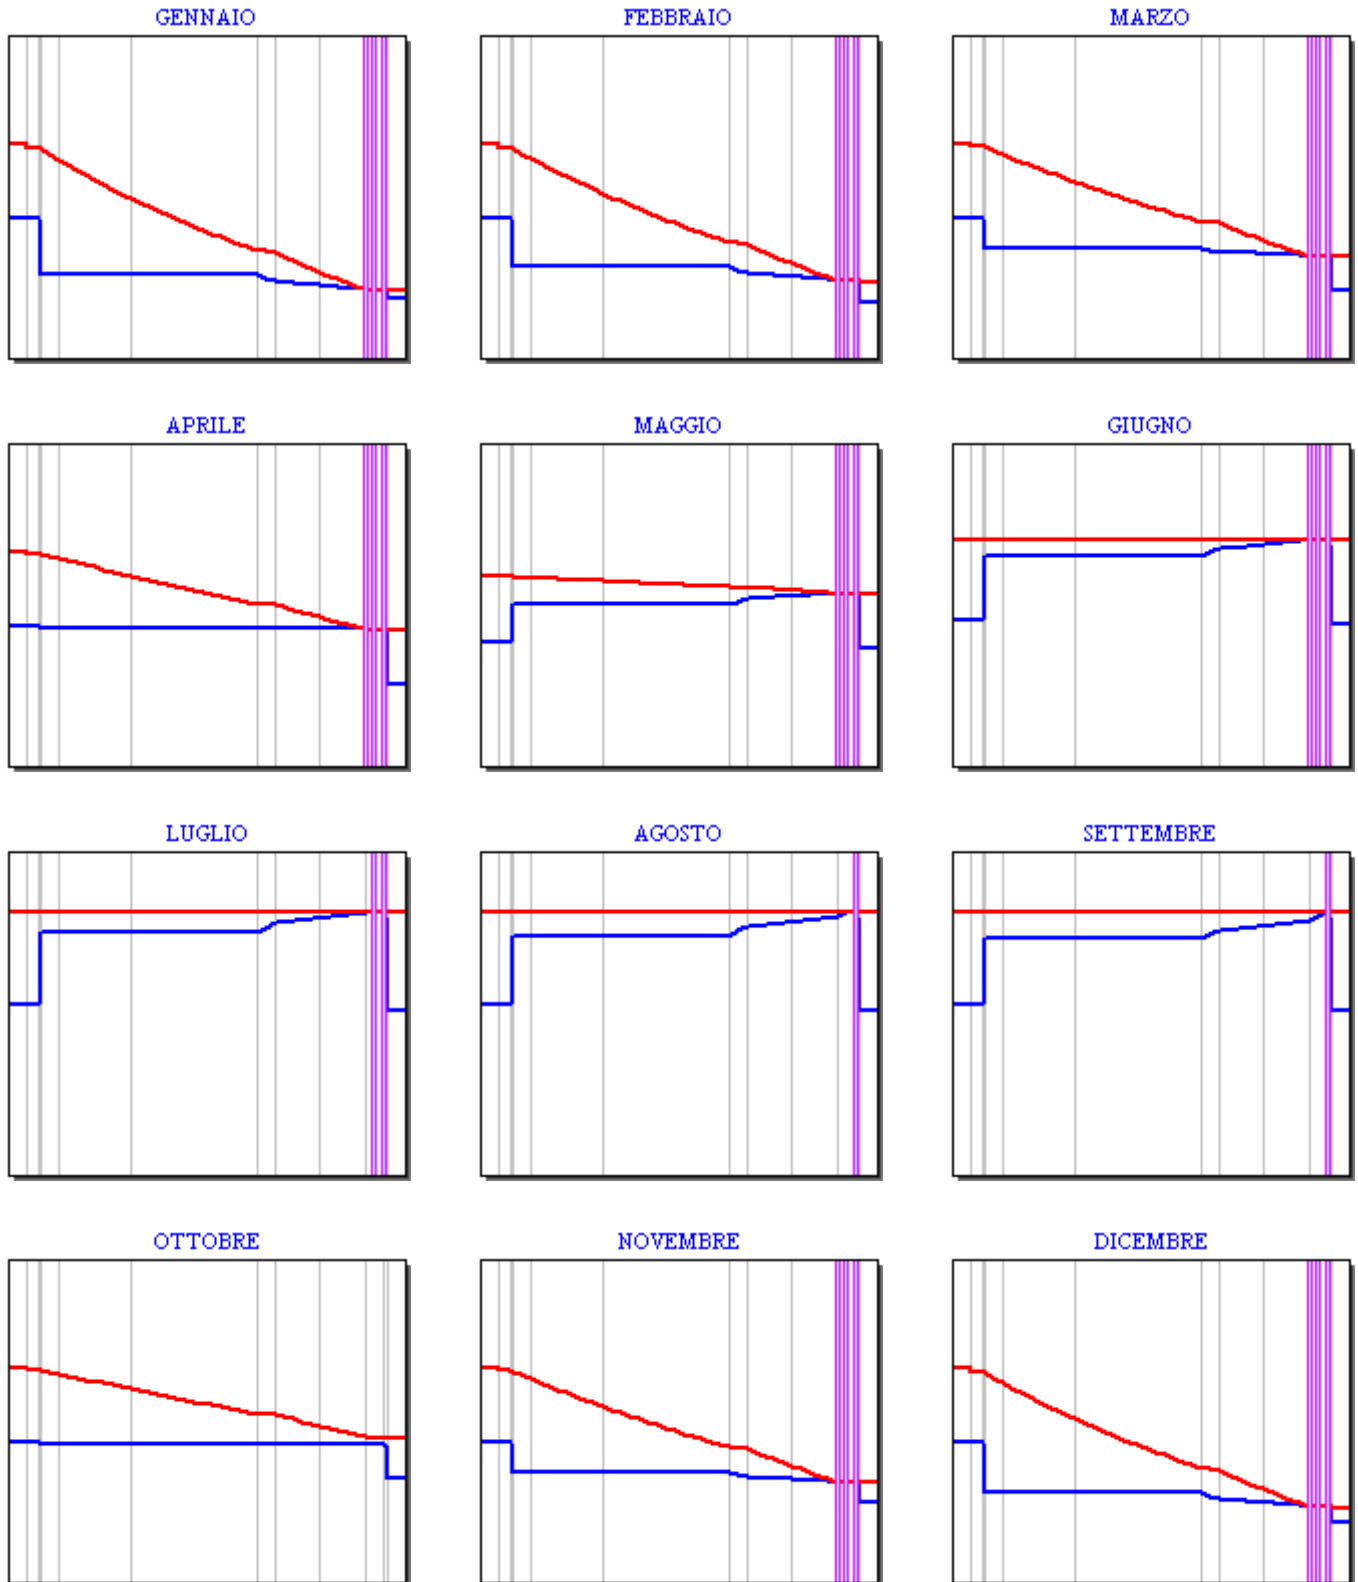 GENNAIO
FEBBRAIO
MARZO
APRILE
MAGGIO
GIUGNO
LUGLIO
AGOSTO
SETTEMBRE
OTTOBRE
NOVEMBRE
DICEMBRE